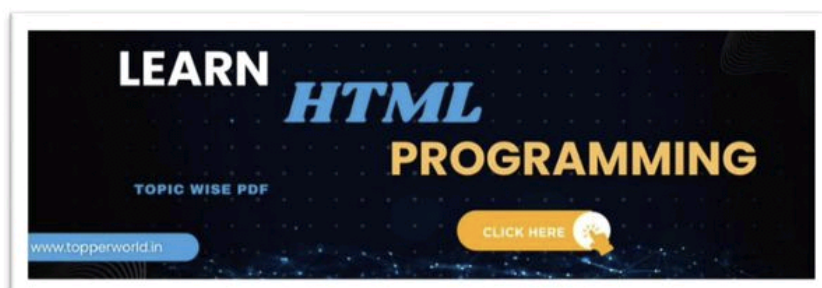 LEARN
HTML
PROGRAMMING
TOPIC WISE PDF
CLICK HERE
www.topperworld.in